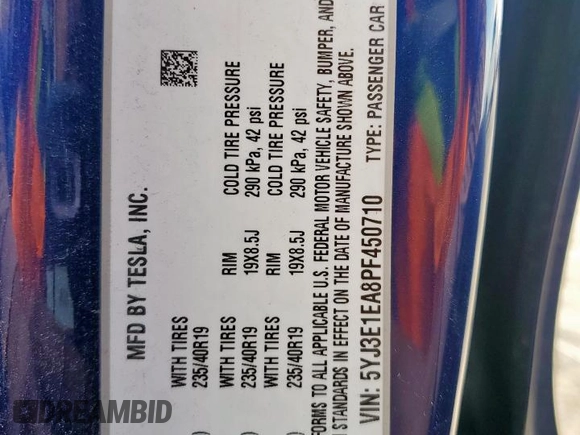 MFD BY TESLA, INC.
WITH TIRES RIM COLD TIRE PRESSURE
235/40R19 19X8.5J 290 kPa, 42 psi
WITH TIRES RIM COLD TIRE PRESSURE
235/40R19 19X8.5J 290 kPa, 42 psi
WITH TIRES
235/40R19
FORMS TO ALL APPLICABLE U.S. FEDERAL MOTOR VEHICLE SAFETY, BUMPER, AND
STANDARDS IN EFFECT ON THE DATE OF MANUFACTURE SHOWN ABOVE.
VIN: 5YJ3E1EA8PF450710 TYPE: PASSENGER CAR
DREAMBID